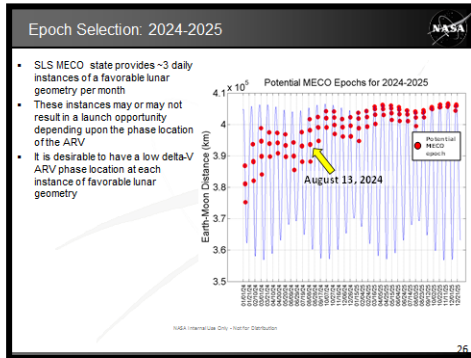 Epoch Selection: 2024-2025
NASA
SLS MECO state provides ~3 daily
instances of a favorable lunar
geometry per month
These instances may or may not
result in a launch opportunity
depending upon the phase location
of the ARV
It is desirable to have a low delta-V
ARV phase location at each
instance of favorable lunar
geometry
x 10⁵
Potential MECO Epochs for 2024-2025
4.1
4
3.9
3.8
3.7
3.6
3.5
Earth-Moon Distance (km)
Potential
MECO
epoch
August 13, 2024
NASA Internal Use Only - Not for Distribution
26